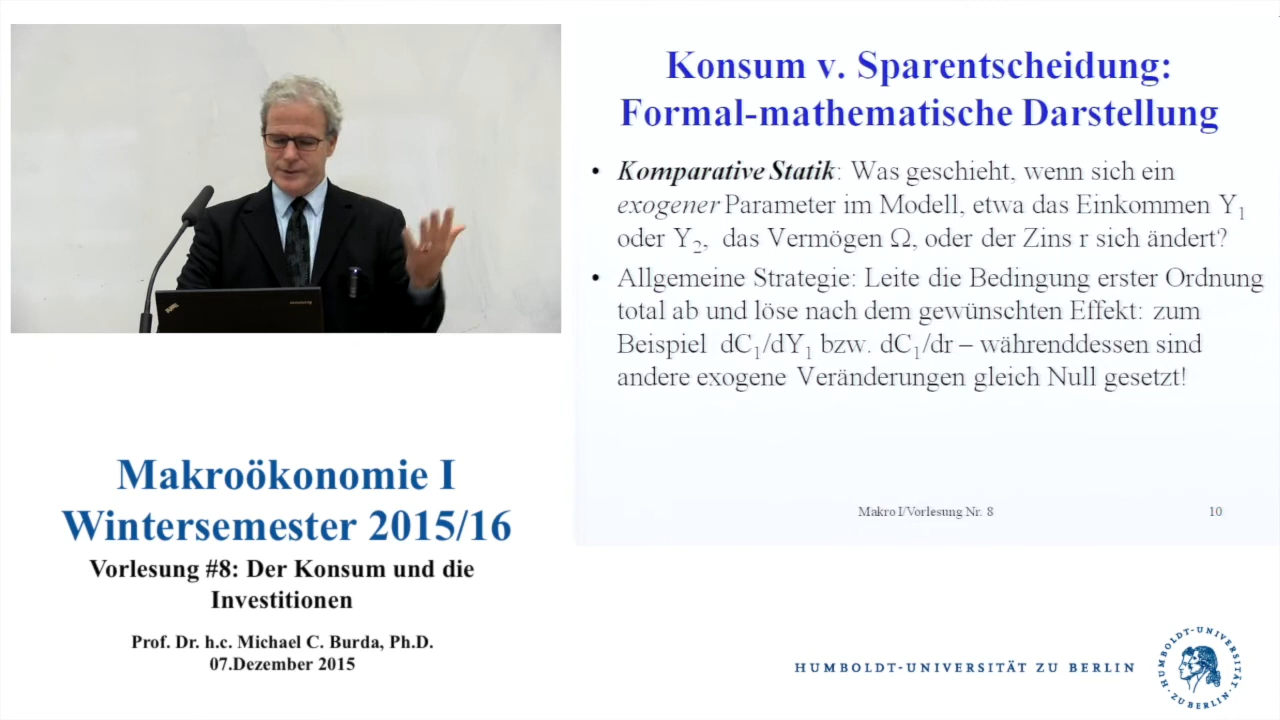 Konsum v. Sparentscheidung:
Formal-mathematische Darstellung
• Komparative Statik: Was geschieht, wenn sich ein
exogener Parameter im Modell, etwa das Einkommen Y₁
oder Y₂, das Vermögen Ω, oder der Zins r sich ändert?
• Allgemeine Strategie: Leite die Bedingung erster Ordnung
total ab und löse nach dem gewünschten Effekt: zum
Beispiel dC₁/dY₁ bzw. dC₁/dr – währenddessen sind
andere exogene Veränderungen gleich Null gesetzt!
Makro I/Vorlesung Nr. 8
10
Makroökonomie I
Wintersemester 2015/16
Vorlesung #8: Der Konsum und die
Investitionen
Prof. Dr. h.c. Michael C. Burda, Ph.D.
07.Dezember 2015
HUMBOLDT-UNIVERSITÄT ZU BERLIN
HUMBOLDT-UNIVERSITÄT
ZU BERLIN